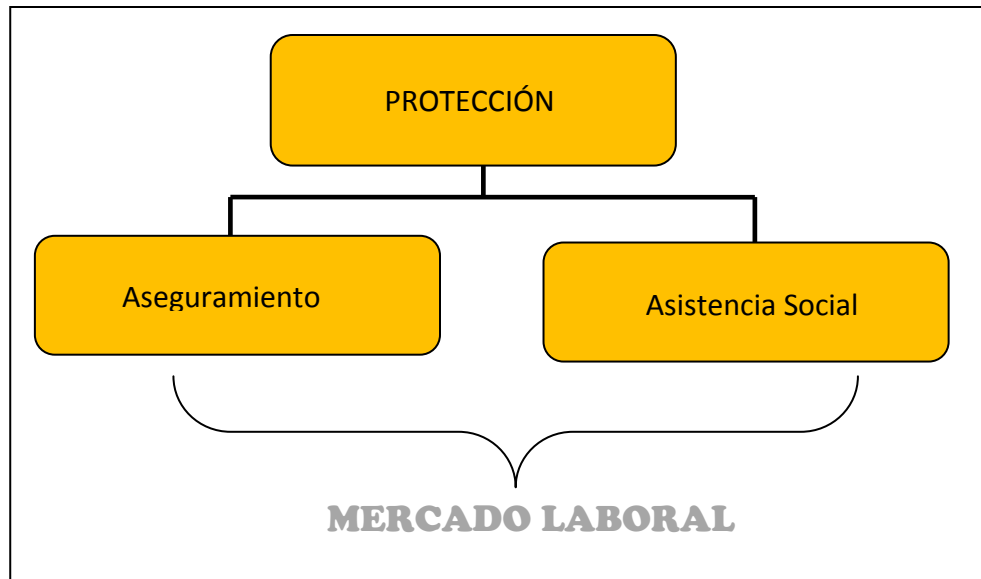 PROTECCIÓN
Aseguramiento
Asistencia Social
MERCADO LABORAL